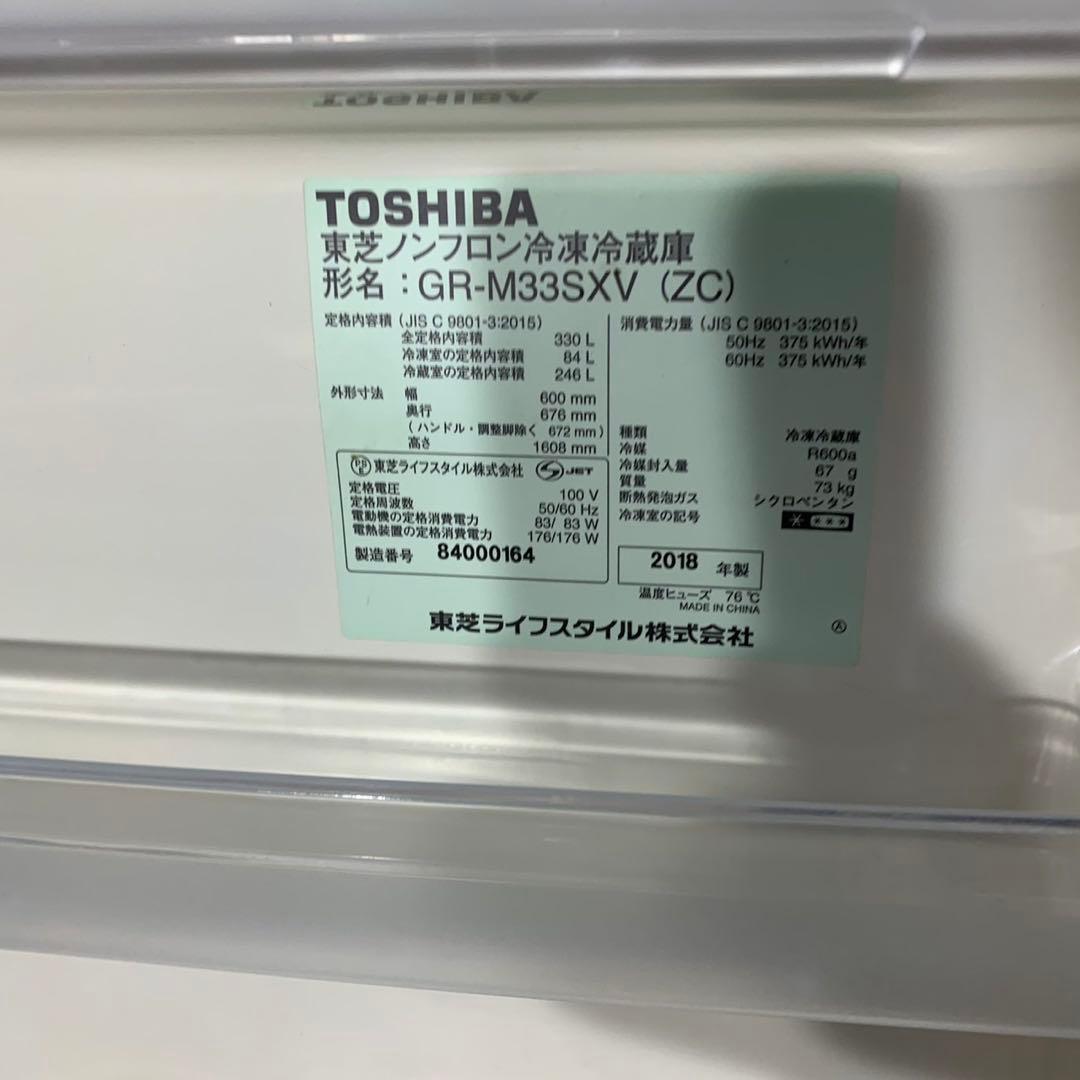 TOSHIBA
TOSHIBA
東芝ノンフロン冷凍冷蔵庫
形名：GR-M33SXV (ZC)
定格内容積 (JIS C 9801-3:2015)
全定格内容積 330 L
冷凍室の定格内容積 84 L
冷蔵室の定格内容積 246 L
外形寸法 幅 600 mm
奥行 676 mm
(ハンドル・調整脚除く 672 mm)
高さ 1608 mm
PS E 東芝ライフスタイル株式会社 S JET
定格電圧 100 V
定格周波数 50/60 Hz
電動機の定格消費電力 83/ 83 W
電熱装置の定格消費電力 176/176 W
製造番号 84000164
消費電力量 (JIS C 9801-3:2015)
50Hz 375 kWh/年
60Hz 375 kWh/年
種類 冷凍冷蔵庫
冷媒 R600a
冷媒封入量 67 g
質量 73 kg
断熱発泡ガス シクロペンタン
冷凍室の記号 * ***
2018 年製
温度ヒューズ 76 ℃
MADE IN CHINA
東芝ライフスタイル株式会社 Ⓐ